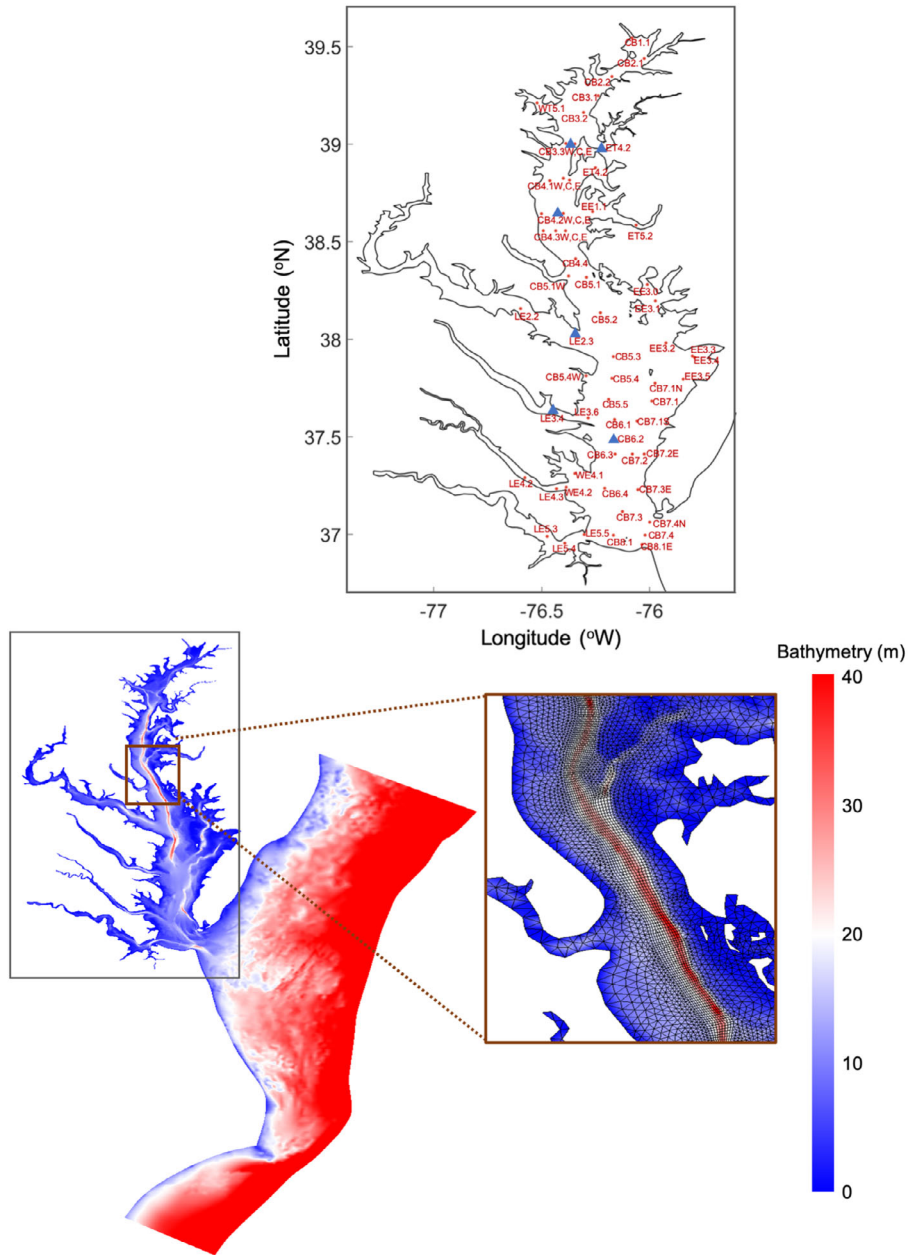 39.5
39
38.5
38
37.5
37
Latitude (°N)
-77
-76.5
-76
Longitude (°W)
CB1.1
CB2.1
CB2.2
CB3.1
WT5.1
CB3.2
CB3.3W,C,E
ET4.2
ET4.2
CB4.1W,C,E
EE1.1
CB4.2W,C,E
ET5.2
CB4.3W,C,E
CB4.4
CB5.1W
CB5.1
EE3.0
EE3.1
LE2.2
CB5.2
LE2.3
EE3.2
EE3.3
EE3.4
CB5.3
CB5.4W
CB5.4
EE3.5
CB7.1N
CB5.5
CB7.1
LE3.4
LE3.6
CB6.1
CB7.1S
CB6.2
CB6.3
CB7.2
CB7.2E
WE4.1
LE4.2
LE4.3
WE4.2
CB6.4
CB7.3E
CB7.3
CB7.4N
LE5.3
LE5.4
LE5.5
CB8.1
CB7.4
CB8.1E
Bathymetry (m)
40
30
20
10
0